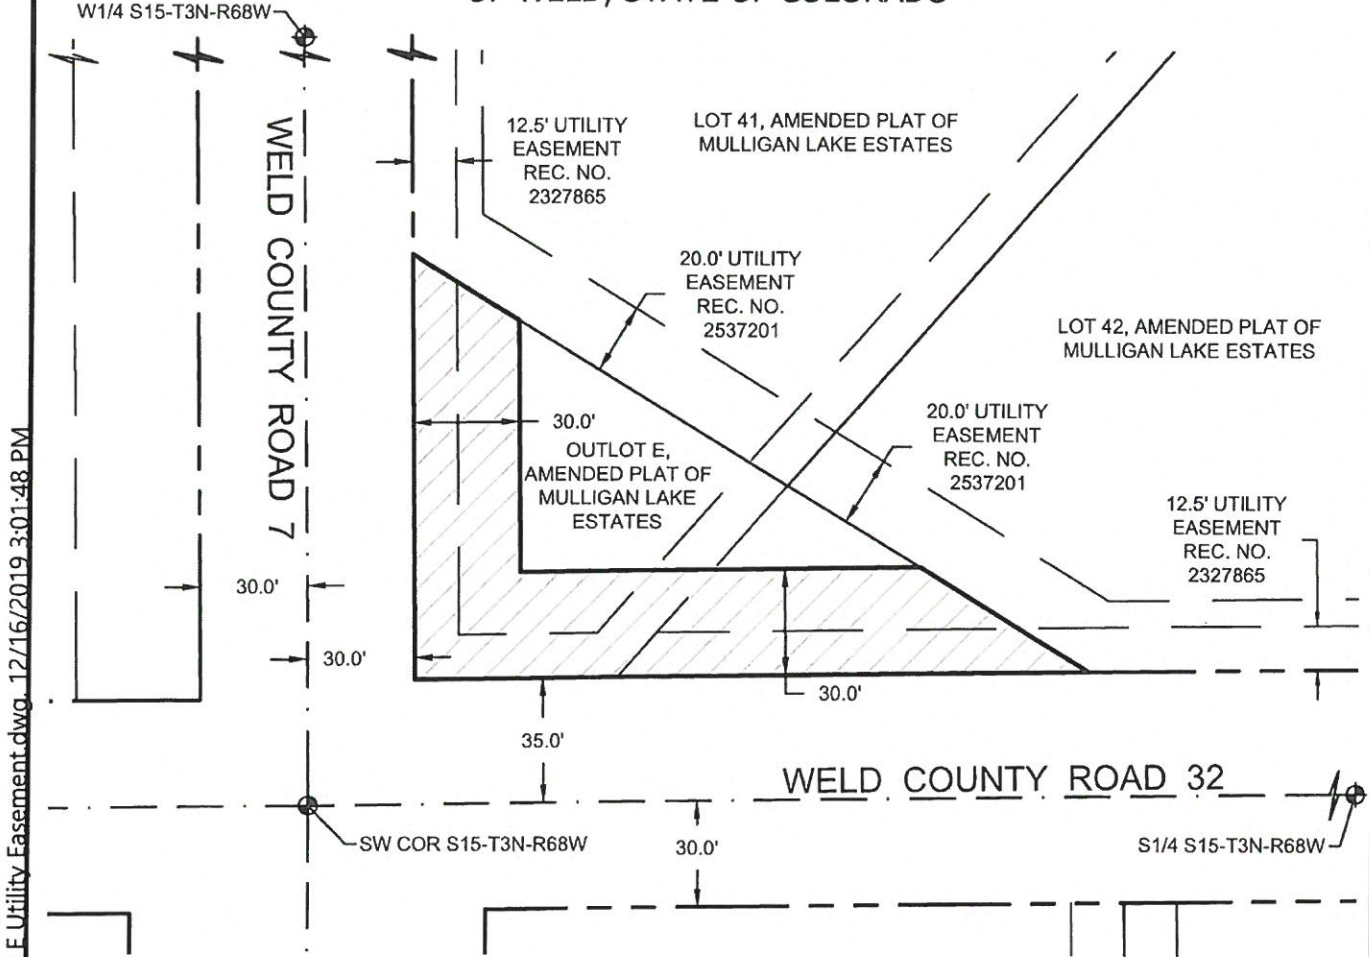 W1/4 S15-T3N-R68W
OF WELD, STATE OF COLORADO
12.5' UTILITY
EASEMENT
REC. NO.
2327865
LOT 41, AMENDED PLAT OF
MULLIGAN LAKE ESTATES
WELD COUNTY ROAD 7
20.0' UTILITY
EASEMENT
REC. NO.
2537201
LOT 42, AMENDED PLAT OF
MULLIGAN LAKE ESTATES
30.0'
OUTLOT E,
AMENDED PLAT OF
MULLIGAN LAKE
ESTATES
20.0' UTILITY
EASEMENT
REC. NO.
2537201
12.5' UTILITY
EASEMENT
REC. NO.
2327865
30.0'
30.0'
30.0'
35.0'
WELD COUNTY ROAD 32
SW COR S15-T3N-R68W
30.0'
S1/4 S15-T3N-R68W
E Utility Easement.dwg, 12/16/2019 3:01:48 PM